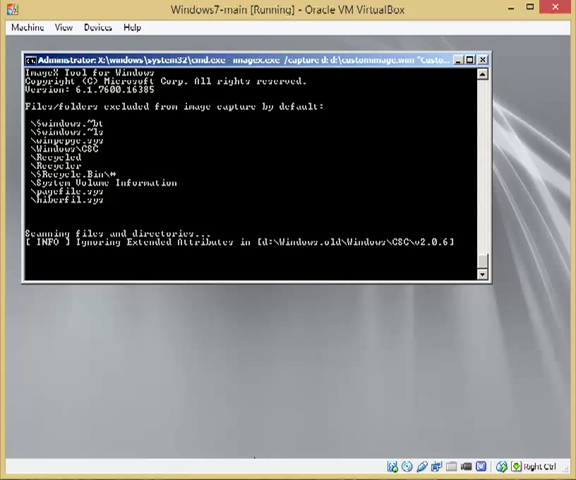 Windows7-main [Running] - Oracle VM VirtualBox
Machine View Devices Help
Administrator: X:\windows\system32\cmd.exe - imagex.exe /capture d: d:\customimage.wim "Custo...
ImageX Tool for Windows
Copyright (C) Microsoft Corp. All rights reserved.
Version: 6.1.7600.16385
Files/folders excluded from image capture by default:
\$windows.~bt
\$windows.~ls
\winpepge.sys
\Windows\CSC
\Recycled
\Recycler
\$Recycle.Bin\*
\System Volume Information
\pagefile.sys
\hiberfil.sys
Scanning files and directories...
[ INFO ] Ignoring Extended Attributes in [d:\Windows.old\Windows\CSC\v2.0.6]
Right Ctrl